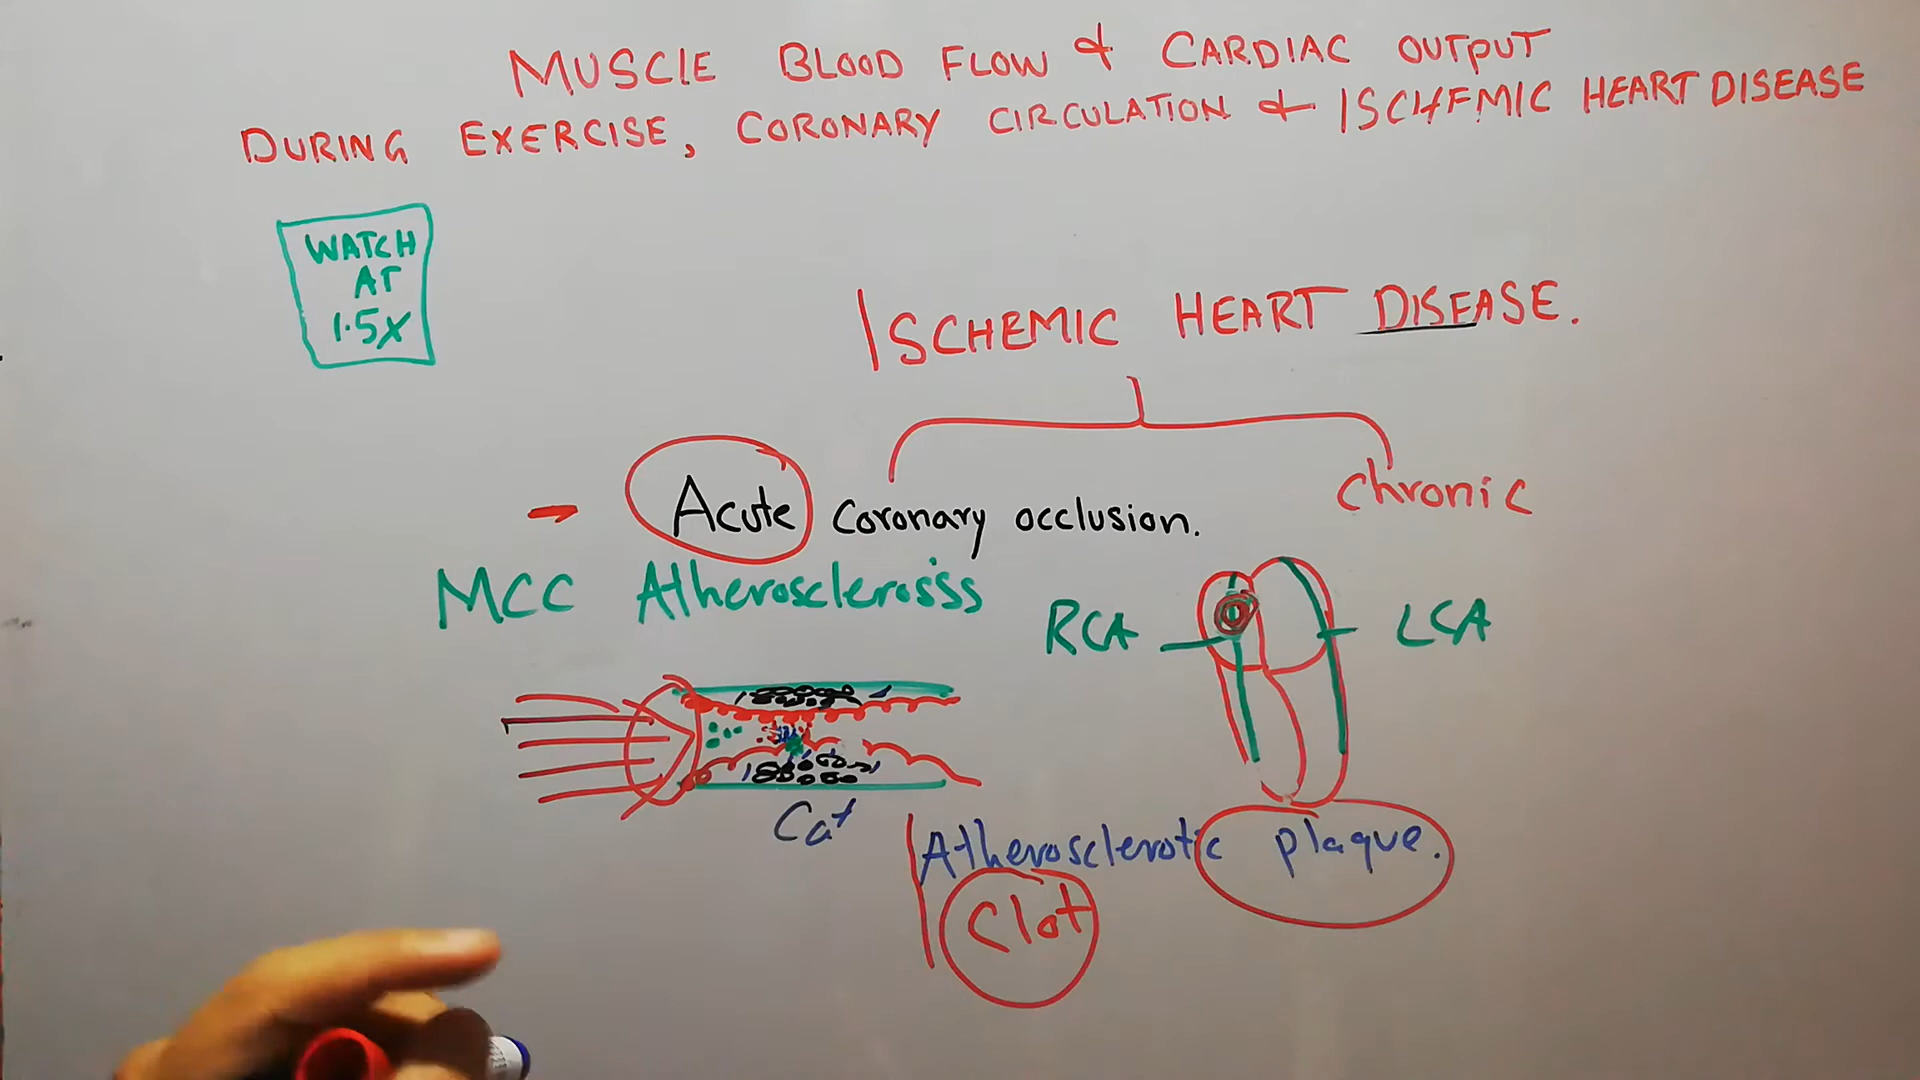 MUSCLE BLOOD FLOW & CARDIAC OUTPUT
DURING EXERCISE, CORONARY CIRCULATION & ISCHEMIC HEART DISEASE
WATCH
AT
1.5X
ISCHEMIC HEART DISEASE.
Acute Coronary occlusion.
Chronic
MCC Atherosclerosiss
RCA
LCA
Ca+
Atherosclerotic plaque.
Clot